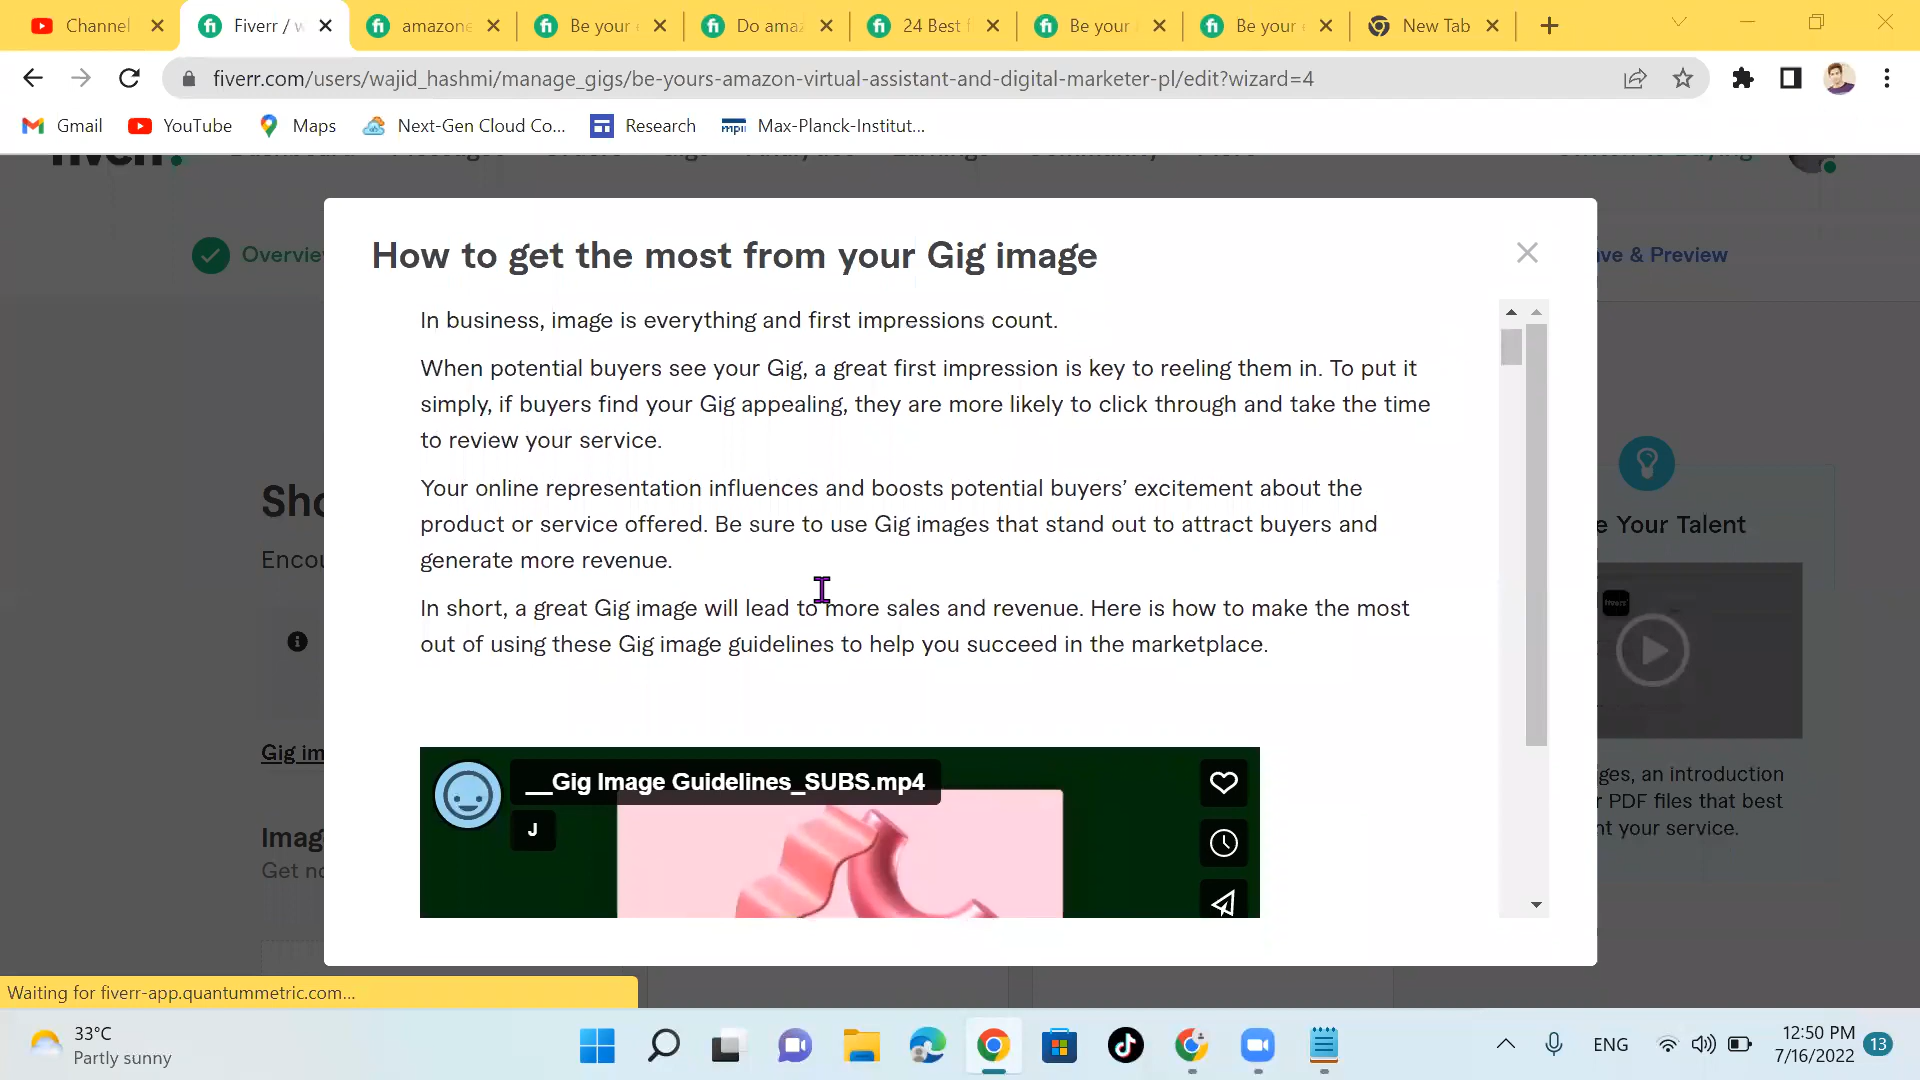 Channel
Fiverr / w
amazone
Be your
Do amaz
24 Best f
Be your
Be your
New Tab
fiverr.com/users/wajid_hashmi/manage_gigs/be-yours-amazon-virtual-assistant-and-digital-marketer-pl/edit?wizard=4
Gmail
YouTube
Maps
Next-Gen Cloud Co...
Research
mpii
Max-Planck-Institut...
Overvie
ve & Preview
How to get the most from your Gig image
In business, image is everything and first impressions count.
When potential buyers see your Gig, a great first impression is key to reeling them in. To put it
simply, if buyers find your Gig appealing, they are more likely to click through and take the time
to review your service.
Your online representation influences and boosts potential buyers' excitement about the
product or service offered. Be sure to use Gig images that stand out to attract buyers and
generate more revenue.
In short, a great Gig image will lead to more sales and revenue. Here is how to make the most
out of using these Gig image guidelines to help you succeed in the marketplace.
Sho
Encou
e Your Talent
Gig im
Imag
Get no
ges, an introduction
r PDF files that best
nt your service.
__Gig Image Guidelines_SUBS.mp4
J
Waiting for fiverr-app.quantummetric.com...
33°C
Partly sunny
ENG
12:50 PM
7/16/2022
13